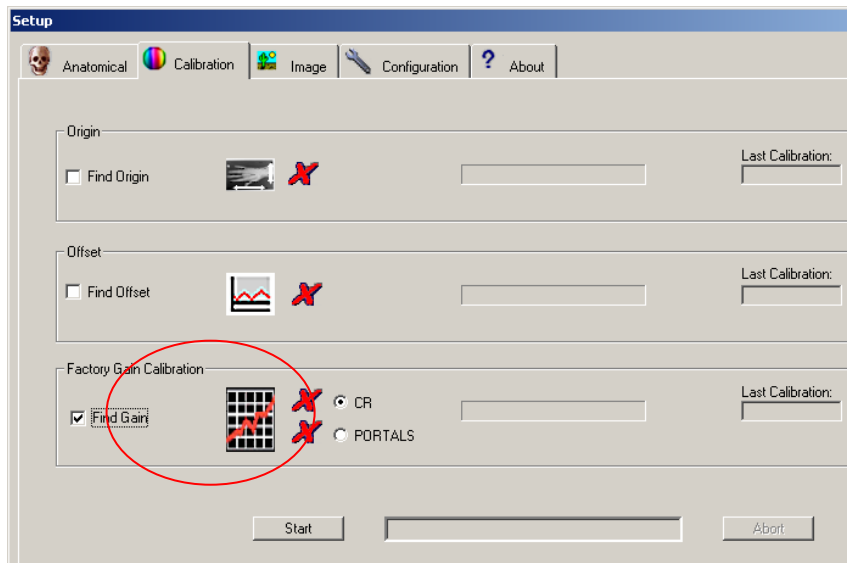 Setup
Anatomical Calibration Image Configuration ? About
Origin
Find Origin
Last Calibration:
Offset
Find Offset
Last Calibration:
Factory Gain Calibration
Find Gain
CR
PORTALS
Last Calibration:
Start
Abort